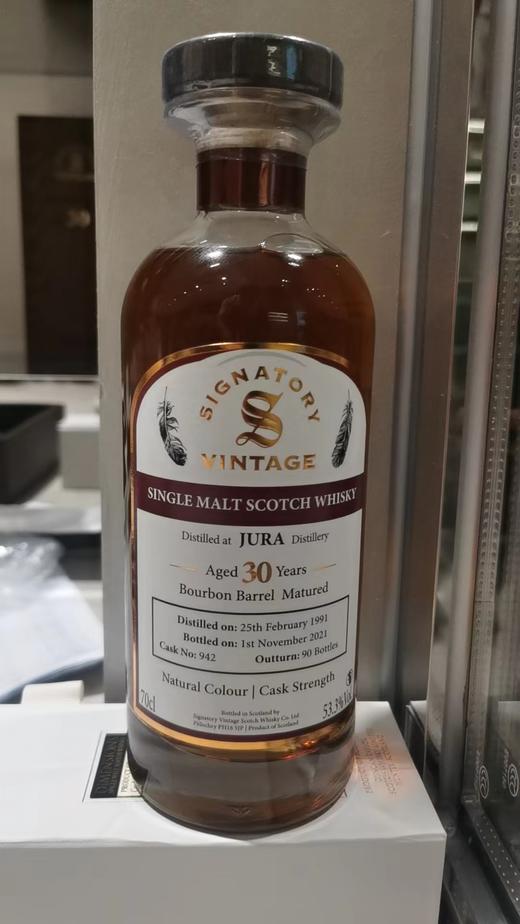 SIGNATORY
S
VINTAGE
SINGLE MALT SCOTCH WHISKY
Distilled at JURA Distillery
Aged 30 Years
Bourbon Barrel Matured
Distilled on: 25th February 1991
Bottled on: 1st November 2021
Cask No: 942 Outturn: 90 Bottles
Natural Colour | Cask Strength
70cl
53.3%Vol
Bottled in Scotland by
Signatory Vintage Scotch Whisky Co. Ltd
Pitlochry PH16 5JP | Product of Scotland